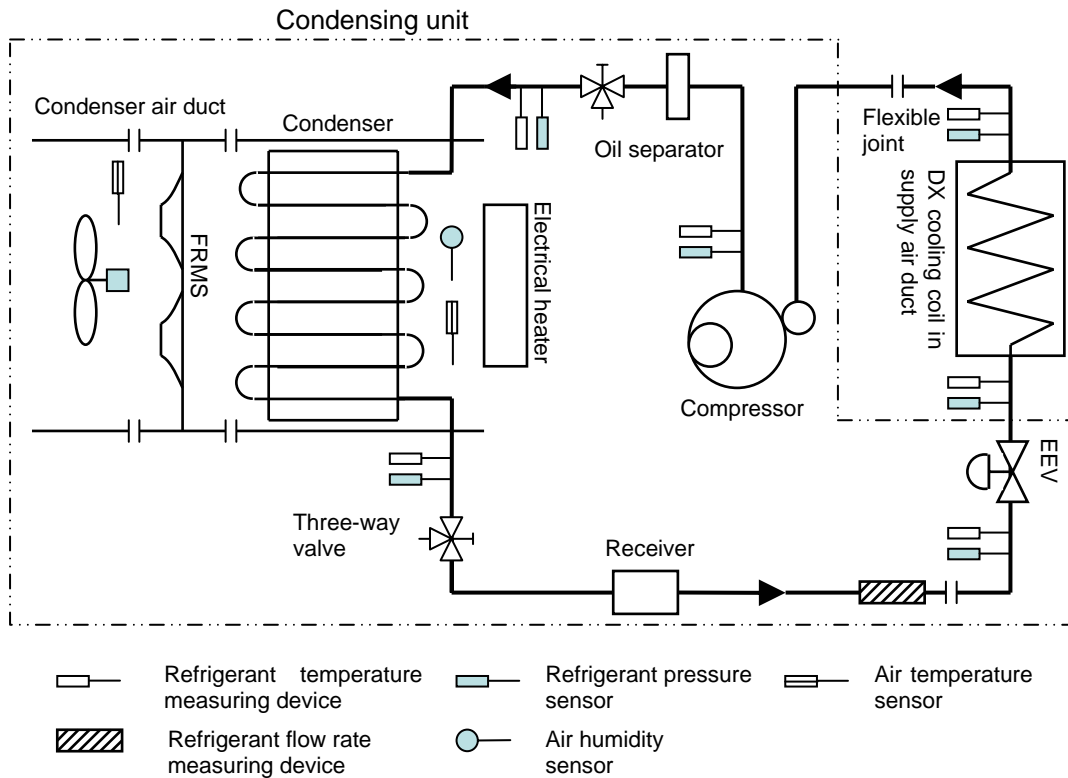 Condensing unit
Condenser air duct
Condenser
Oil separator
Flexible
joint
DX cooling coil in
supply air duct
FRMS
Electrical heater
Compressor
EEV
Three-way
valve
Receiver
Refrigerant temperature
measuring device
Refrigerant pressure
sensor
Air temperature
sensor
Refrigerant flow rate
measuring device
Air humidity
sensor